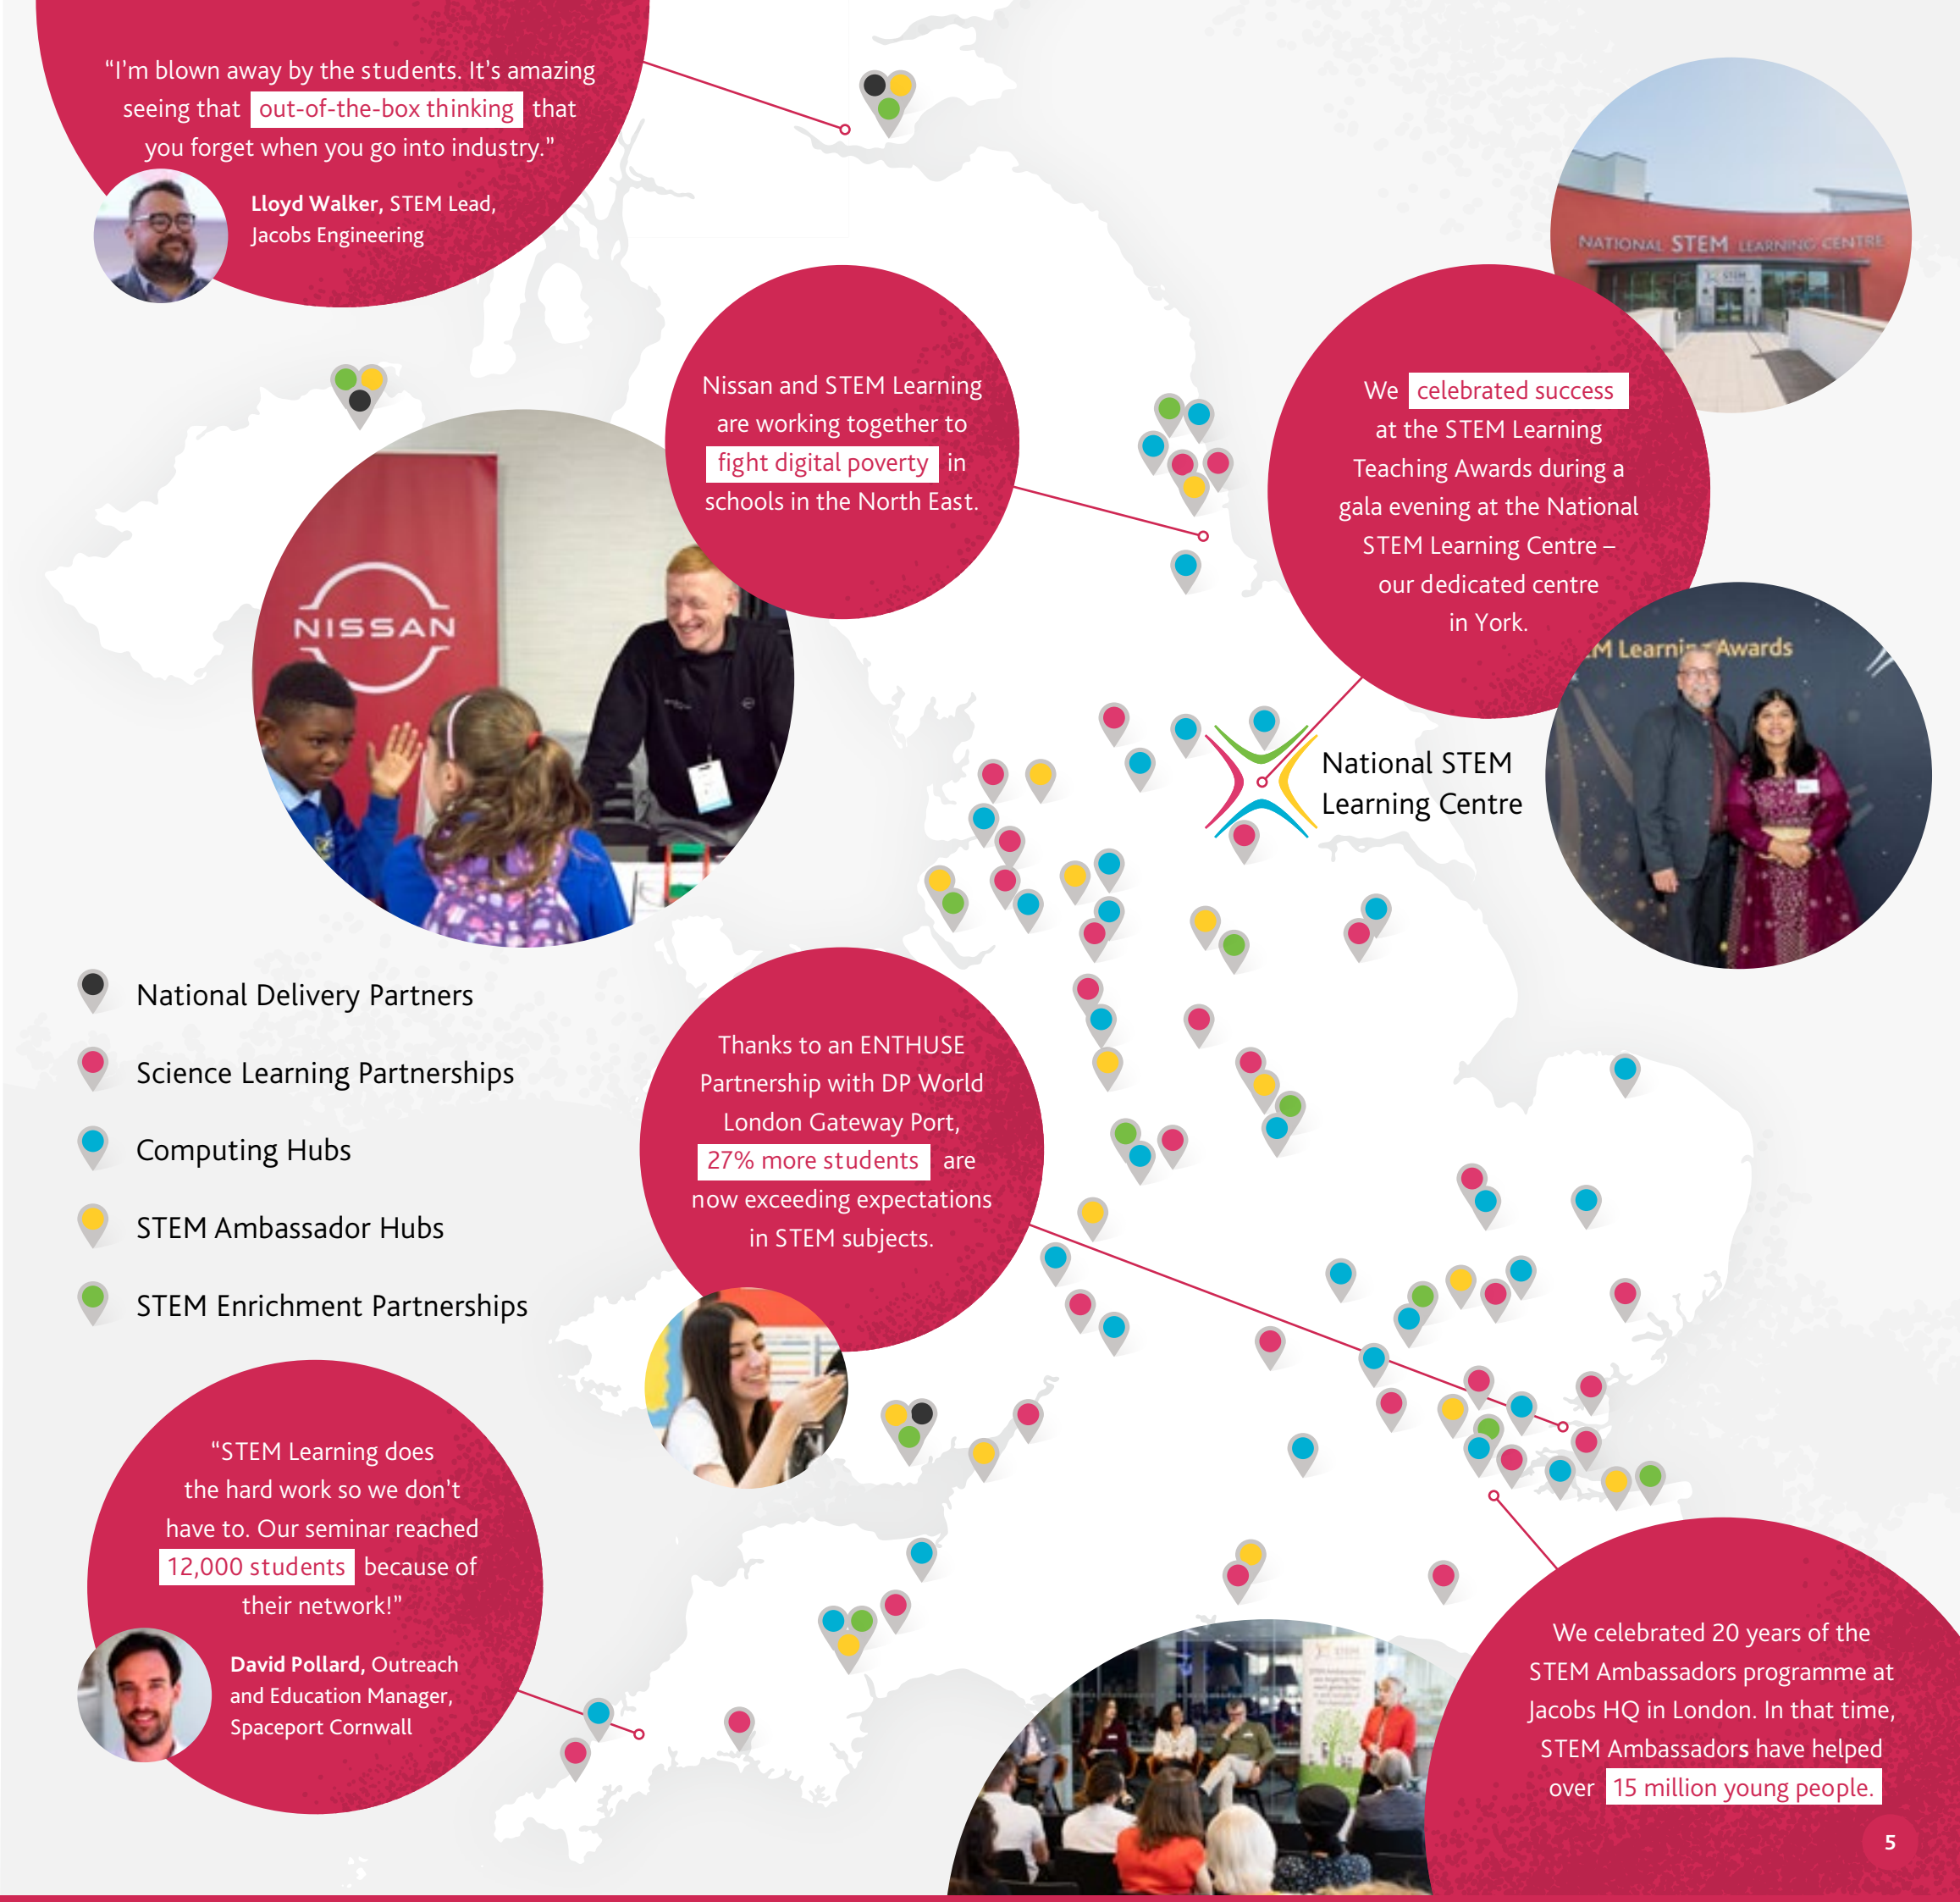 “I’m blown away by the students. It’s amazing
seeing that out-of-the-box thinking that
you forget when you go into industry.”
Lloyd Walker, STEM Lead,
Jacobs Engineering
NATIONAL STEM LEARNING CENTRE
STEM
Nissan and STEM Learning
are working together to
fight digital poverty in
schools in the North East.
NISSAN
We celebrated success
at the STEM Learning
Teaching Awards during a
gala evening at the National
STEM Learning Centre –
our dedicated centre
in York.
EM Learning Awards
National STEM
Learning Centre
National Delivery Partners
Science Learning Partnerships
Computing Hubs
STEM Ambassador Hubs
STEM Enrichment Partnerships
Thanks to an ENTHUSE
Partnership with DP World
London Gateway Port,
27% more students are
now exceeding expectations
in STEM subjects.
“STEM Learning does
the hard work so we don’t
have to. Our seminar reached
12,000 students because of
their network!”
David Pollard, Outreach
and Education Manager,
Spaceport Cornwall
STEM
We celebrated 20 years of the
STEM Ambassadors programme at
Jacobs HQ in London. In that time,
STEM Ambassadors have helped
over 15 million young people.
5